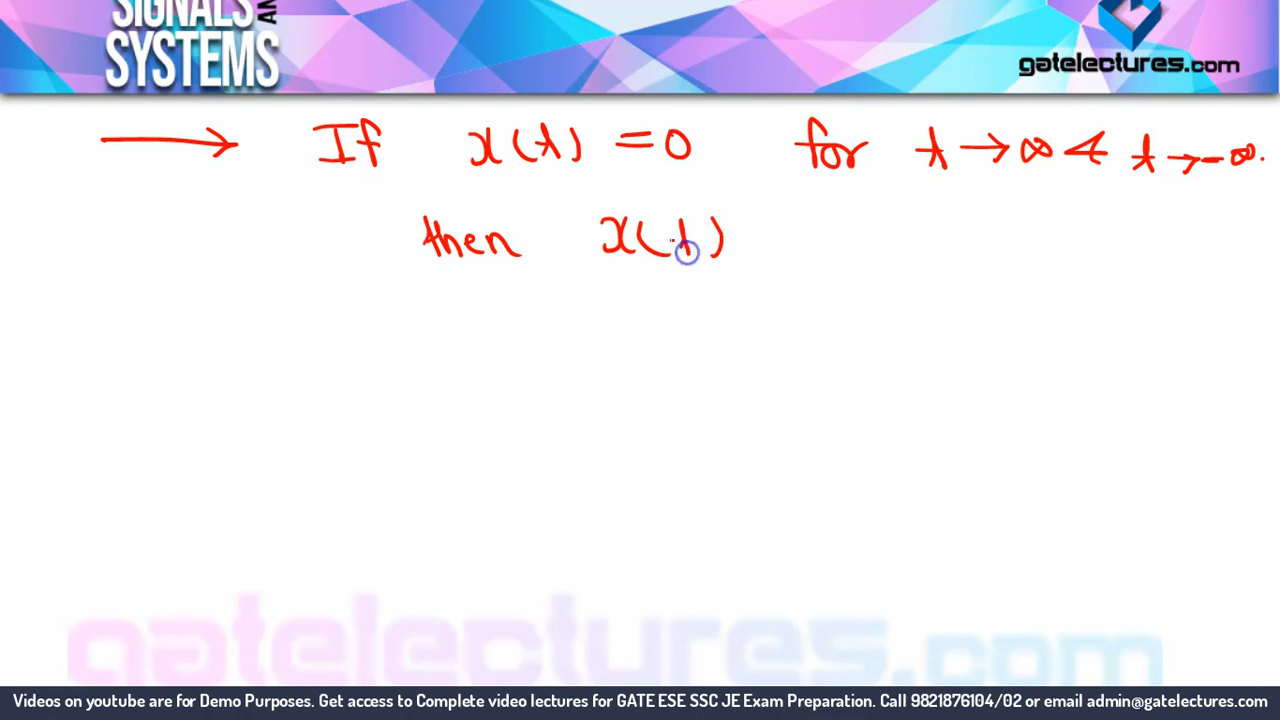 SIGNALS AND
SYSTEMS
gatelectures.com
→ If x(t) = 0 for t → ∞ & t → -∞.
then x(t)
gatelectures.com
Videos on youtube are for Demo Purposes. Get access to Complete video lectures for GATE ESE SSC JE Exam Preparation. Call 9821876104/02 or email admin@gatelectures.com